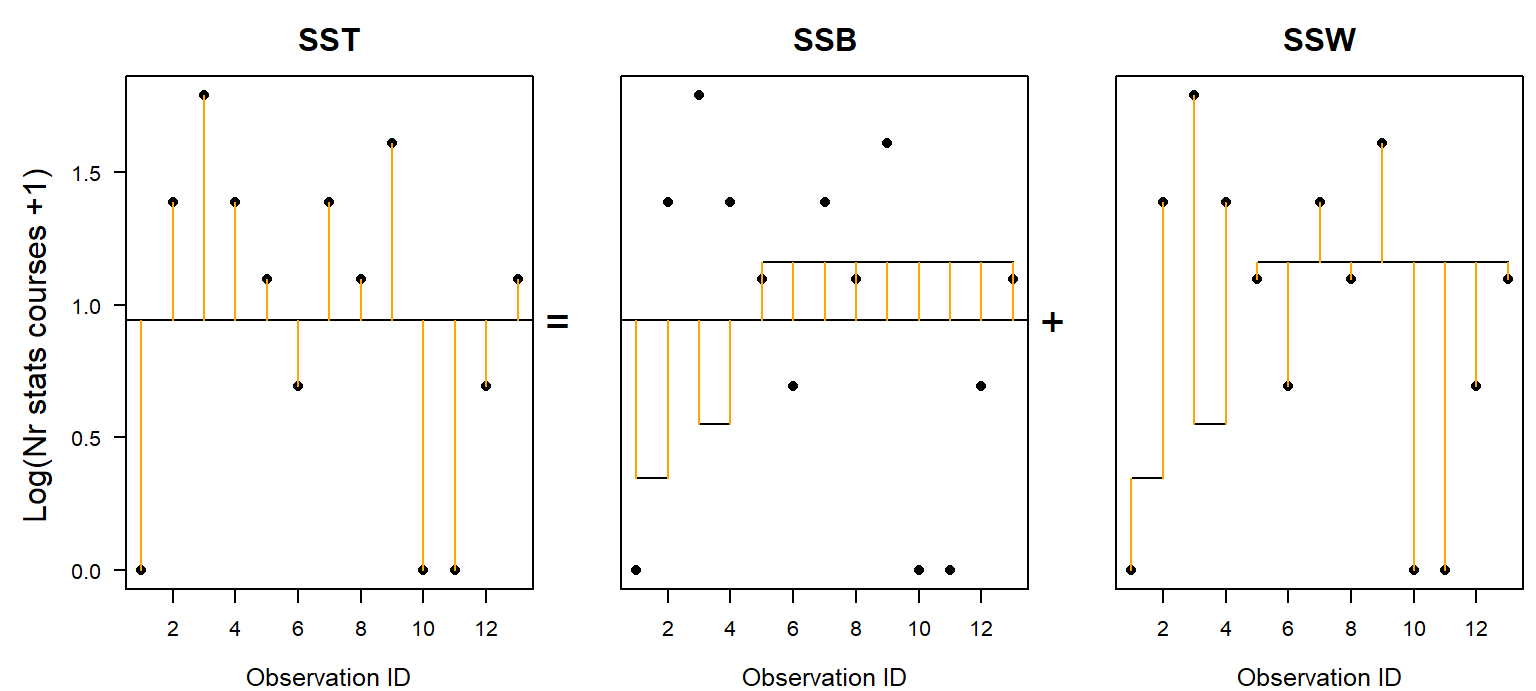 SST
SSB
SSW
Log(Nr stats courses +1)
1.5
1.0
0.5
0.0
=
+
2 4 6 8 10 12
2 4 6 8 10 12
2 4 6 8 10 12
Observation ID
Observation ID
Observation ID